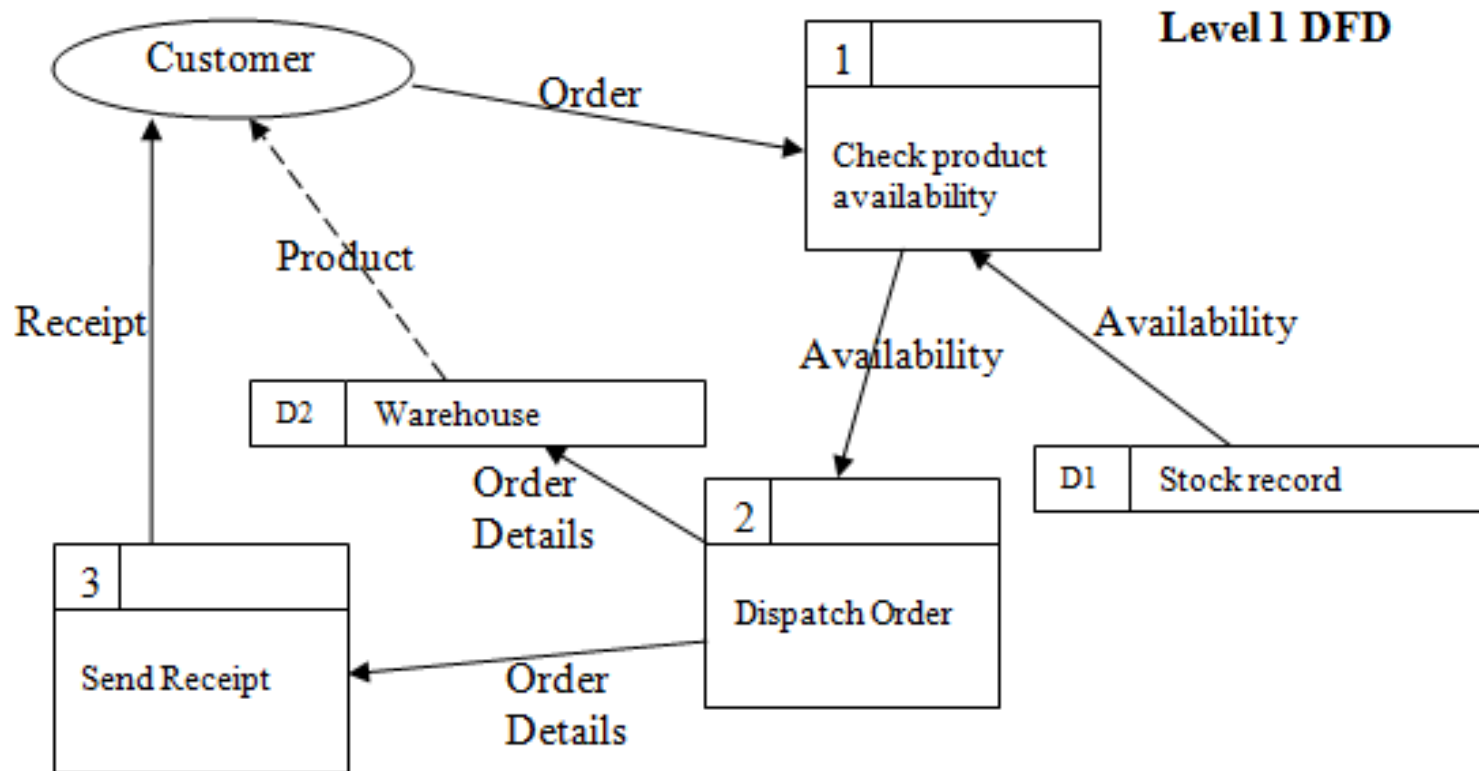 Level 1 DFD
Customer
1
Order
Check product
availability
Product
Receipt
Availability
Availability
D2
Warehouse
D1
Stock record
Order
Details
2
Dispatch Order
3
Send Receipt
Order
Details